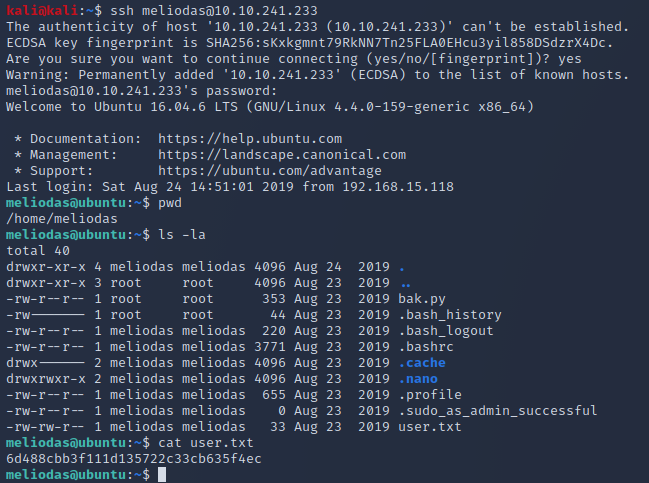 kali@kali:~$ ssh meliodas@10.10.241.233
The authenticity of host '10.10.241.233 (10.10.241.233)' can't be established.
ECDSA key fingerprint is SHA256:sKxkgmnt79RkNN7Tn25FLA0EHcu3yil858DSdzrX4Dc.
Are you sure you want to continue connecting (yes/no/[fingerprint])? yes
Warning: Permanently added '10.10.241.233' (ECDSA) to the list of known hosts.
meliodas@10.10.241.233's password:
Welcome to Ubuntu 16.04.6 LTS (GNU/Linux 4.4.0-159-generic x86_64)
* Documentation:  https://help.ubuntu.com
* Management:     https://landscape.canonical.com
* Support:        https://ubuntu.com/advantage
Last login: Sat Aug 24 14:51:01 2019 from 192.168.15.118
meliodas@ubuntu:~$ pwd
/home/meliodas
meliodas@ubuntu:~$ ls -la
total 40
drwxr-xr-x 4 meliodas meliodas 4096 Aug 24  2019 .
drwxr-xr-x 3 root     root     4096 Aug 23  2019 ..
-rw-r--r-- 1 root     root      353 Aug 23  2019 bak.py
-rw------- 1 root     root       44 Aug 23  2019 .bash_history
-rw-r--r-- 1 meliodas meliodas  220 Aug 23  2019 .bash_logout
-rw-r--r-- 1 meliodas meliodas 3771 Aug 23  2019 .bashrc
drwx------ 2 meliodas meliodas 4096 Aug 23  2019 .cache
drwxrwxr-x 2 meliodas meliodas 4096 Aug 23  2019 .nano
-rw-r--r-- 1 meliodas meliodas  655 Aug 23  2019 .profile
-rw-r--r-- 1 meliodas meliodas    0 Aug 23  2019 .sudo_as_admin_successful
-rw-rw-r-- 1 meliodas meliodas   33 Aug 23  2019 user.txt
meliodas@ubuntu:~$ cat user.txt
6d488cbb3f111d135722c33cb635f4ec
meliodas@ubuntu:~$